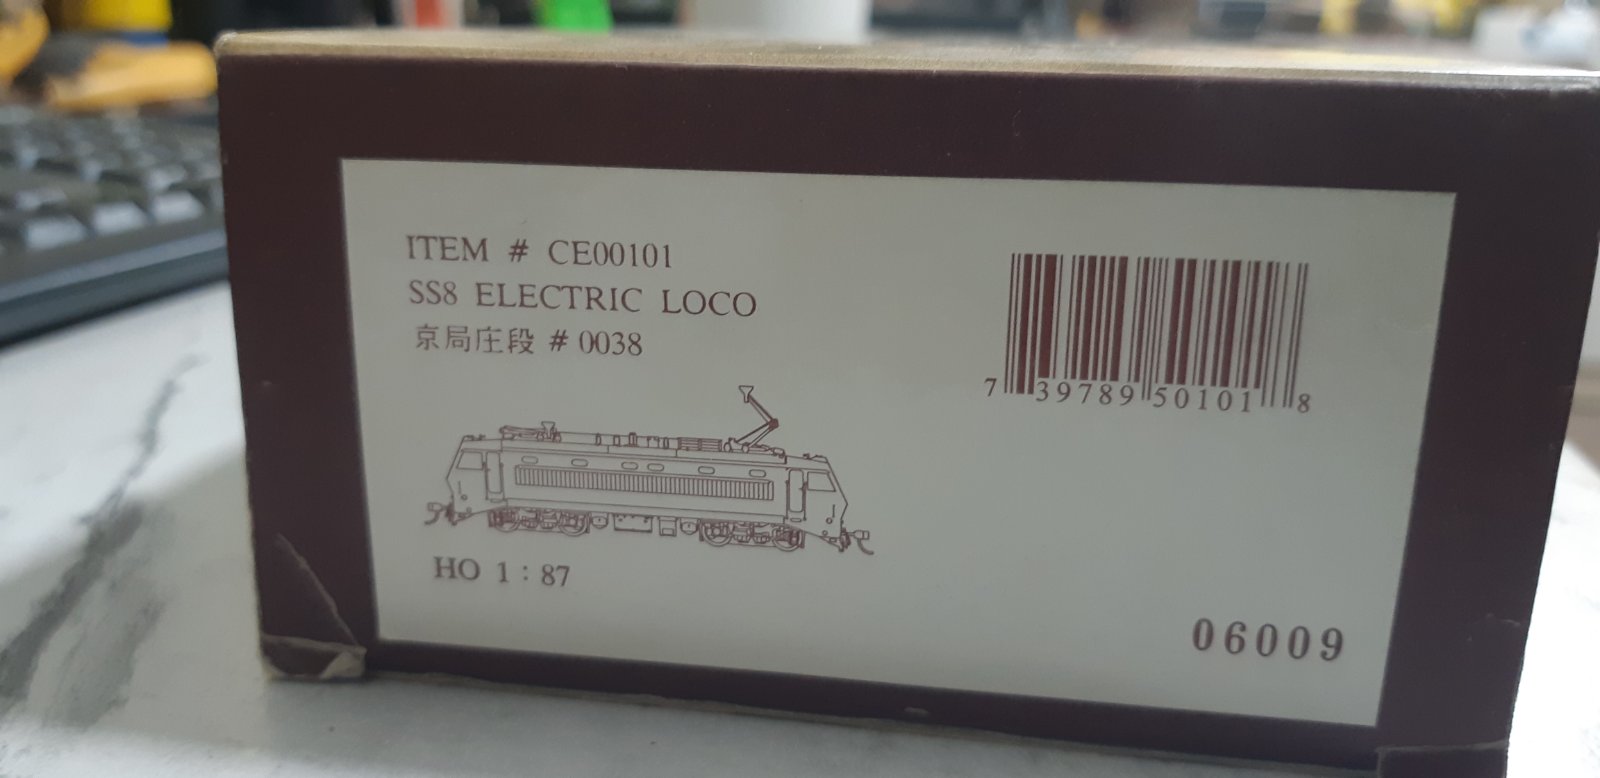 ITEM # CE00101
SS8 ELECTRIC LOCO
京局庄段 # 0038
7 39789 50101 8
HO 1 : 87
06009